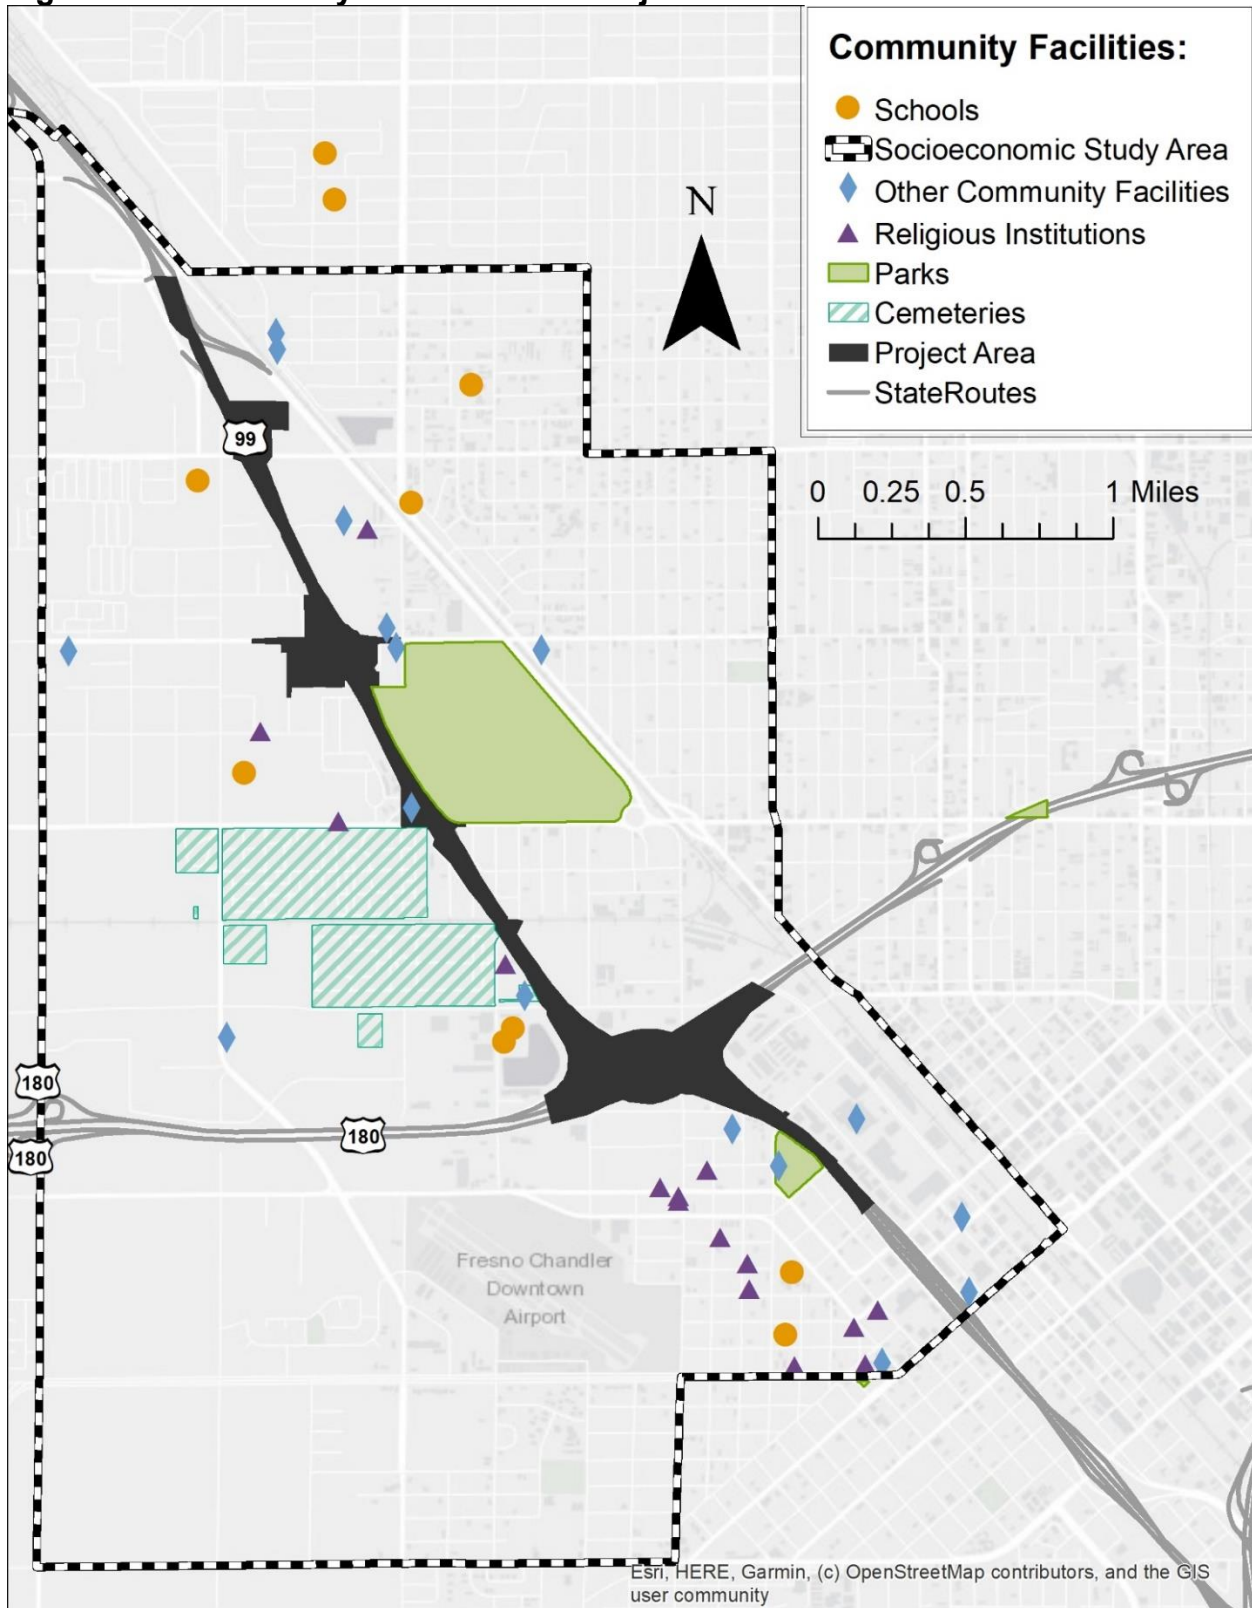 Community Facilities:
Schools
Socioeconomic Study Area
Other Community Facilities
Religious Institutions
Parks
Cemeteries
Project Area
StateRoutes
N
0 0.25 0.5 1 Miles
99
180
180
180
Fresno Chandler
Downtown
Airport
Esri, HERE, Garmin, (c) OpenStreetMap contributors, and the GIS
user community